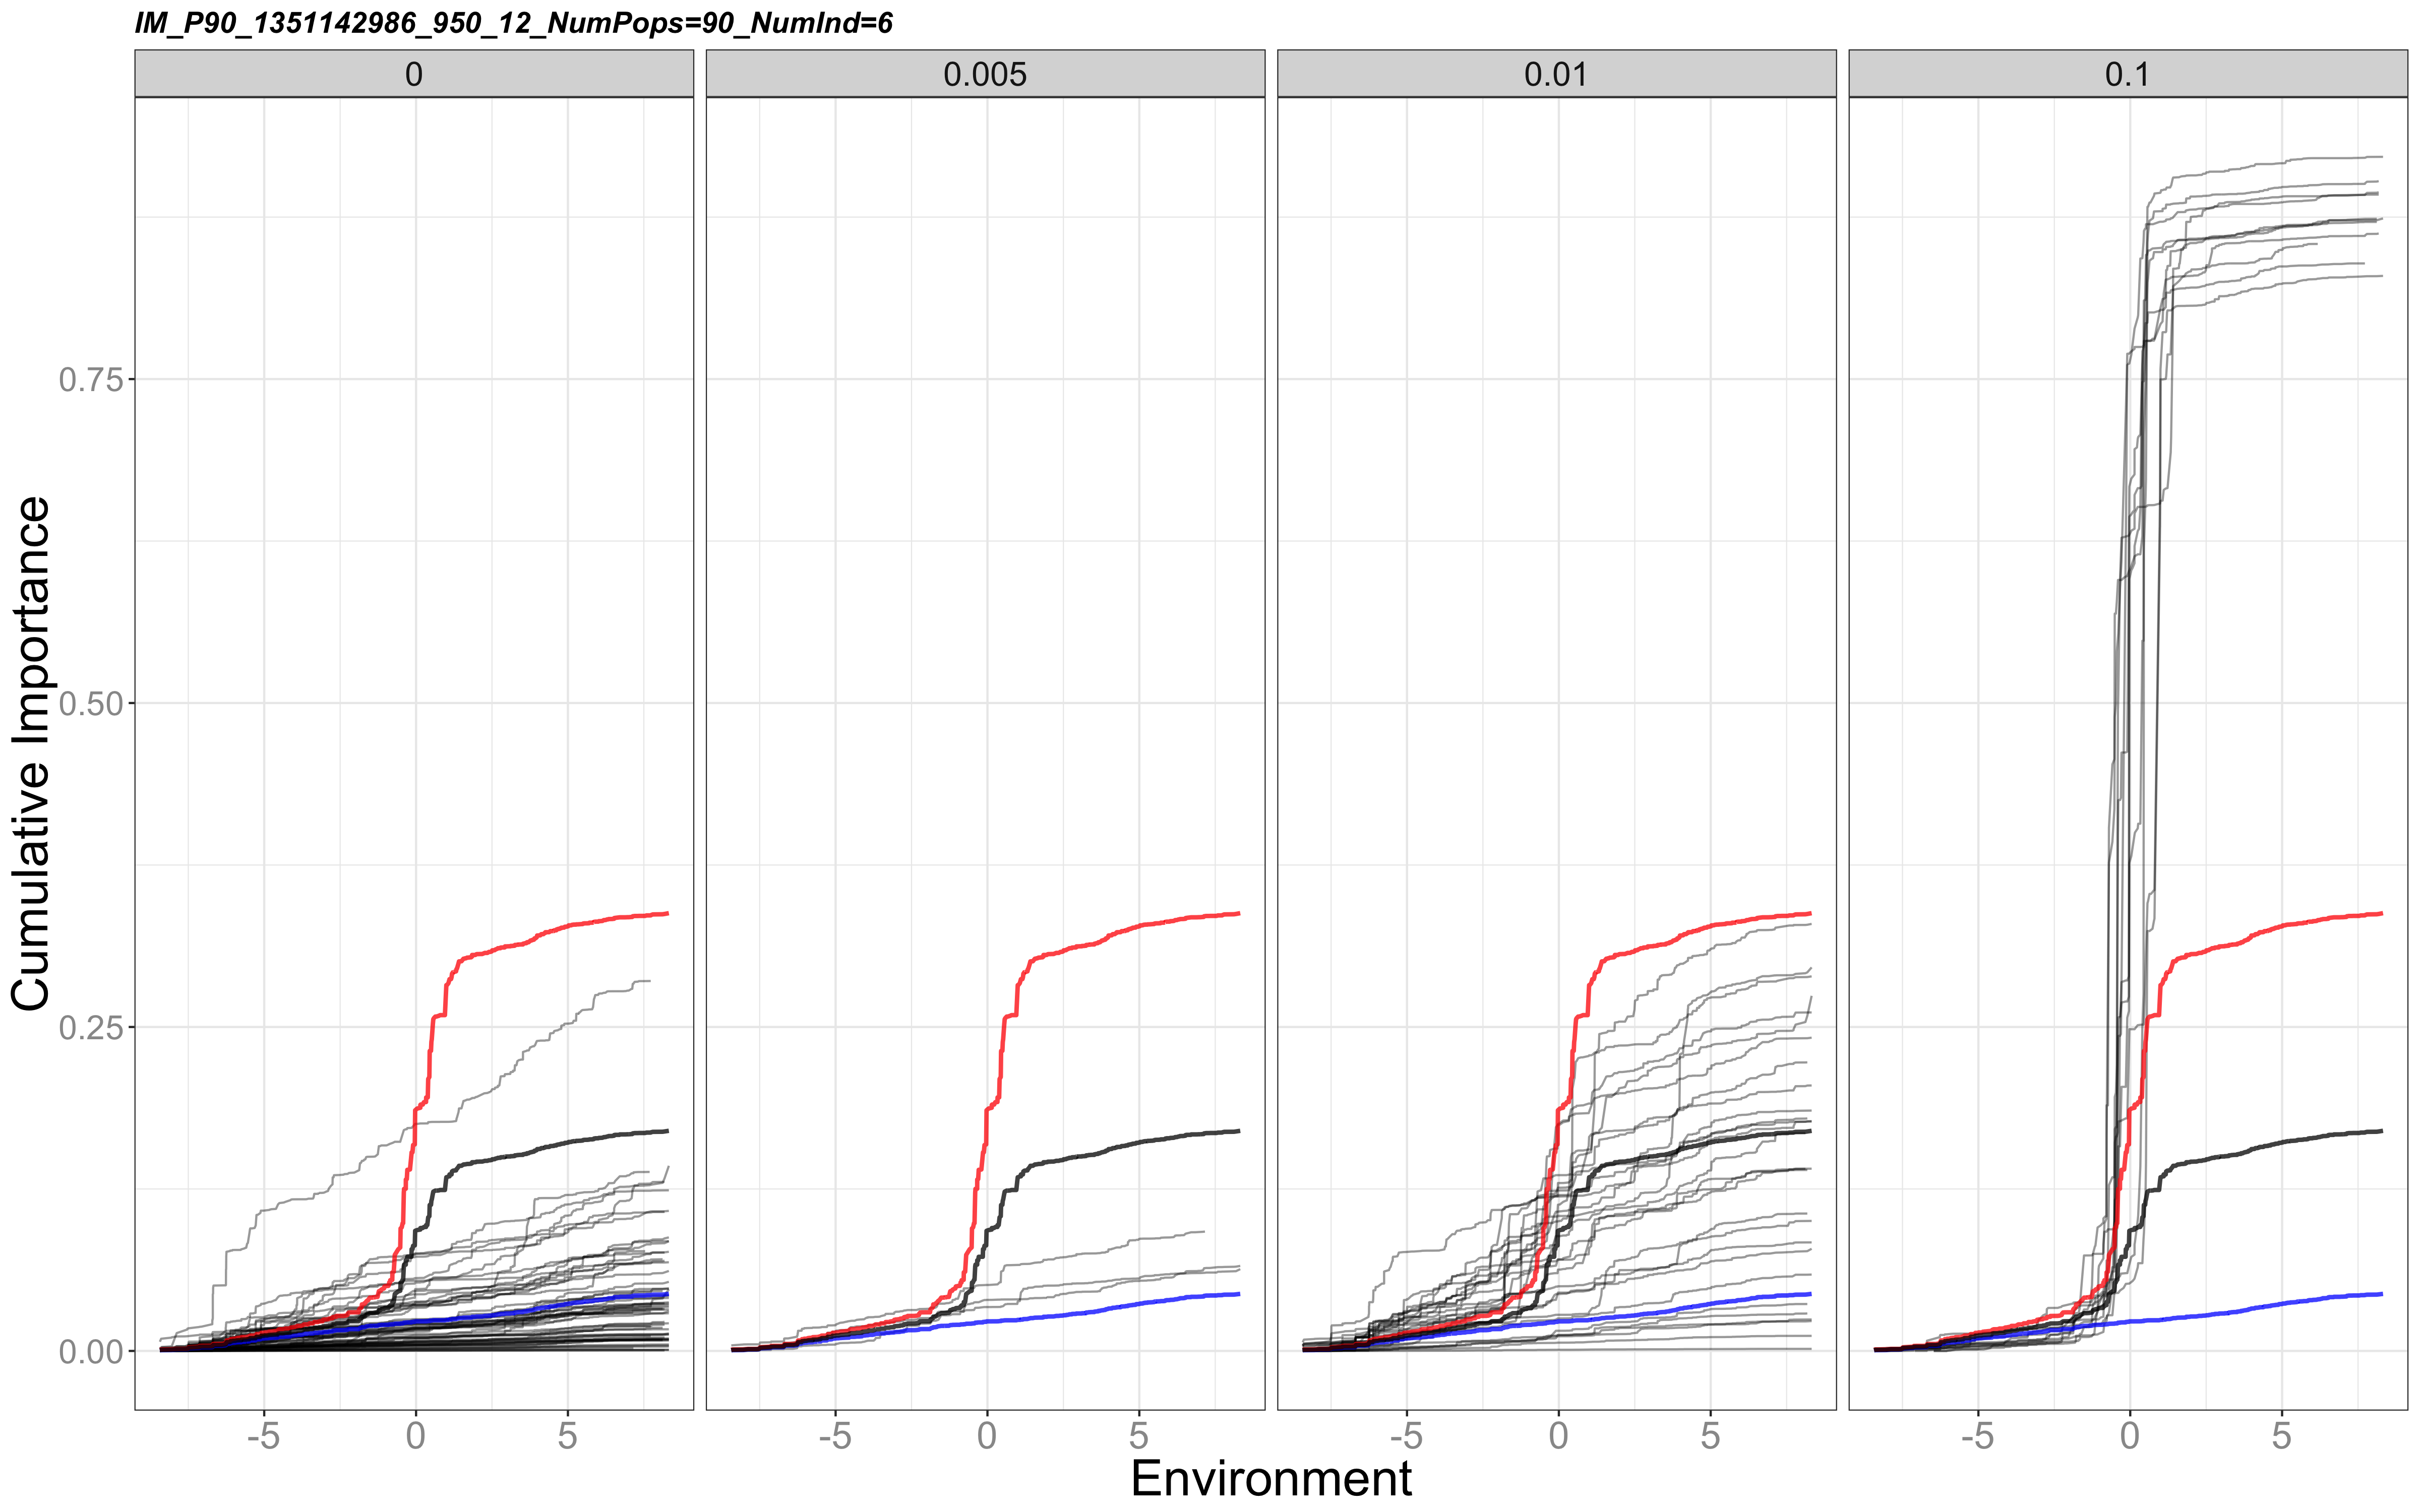 IM_P90_1351142986_950_12_NumPops=90_NumInd=6
0 0.005 0.01 0.1
Cumulative Importance
0.75
0.50
0.25
0.00
-5 0 5 -5 0 5 -5 0 5 -5 0 5
Environment